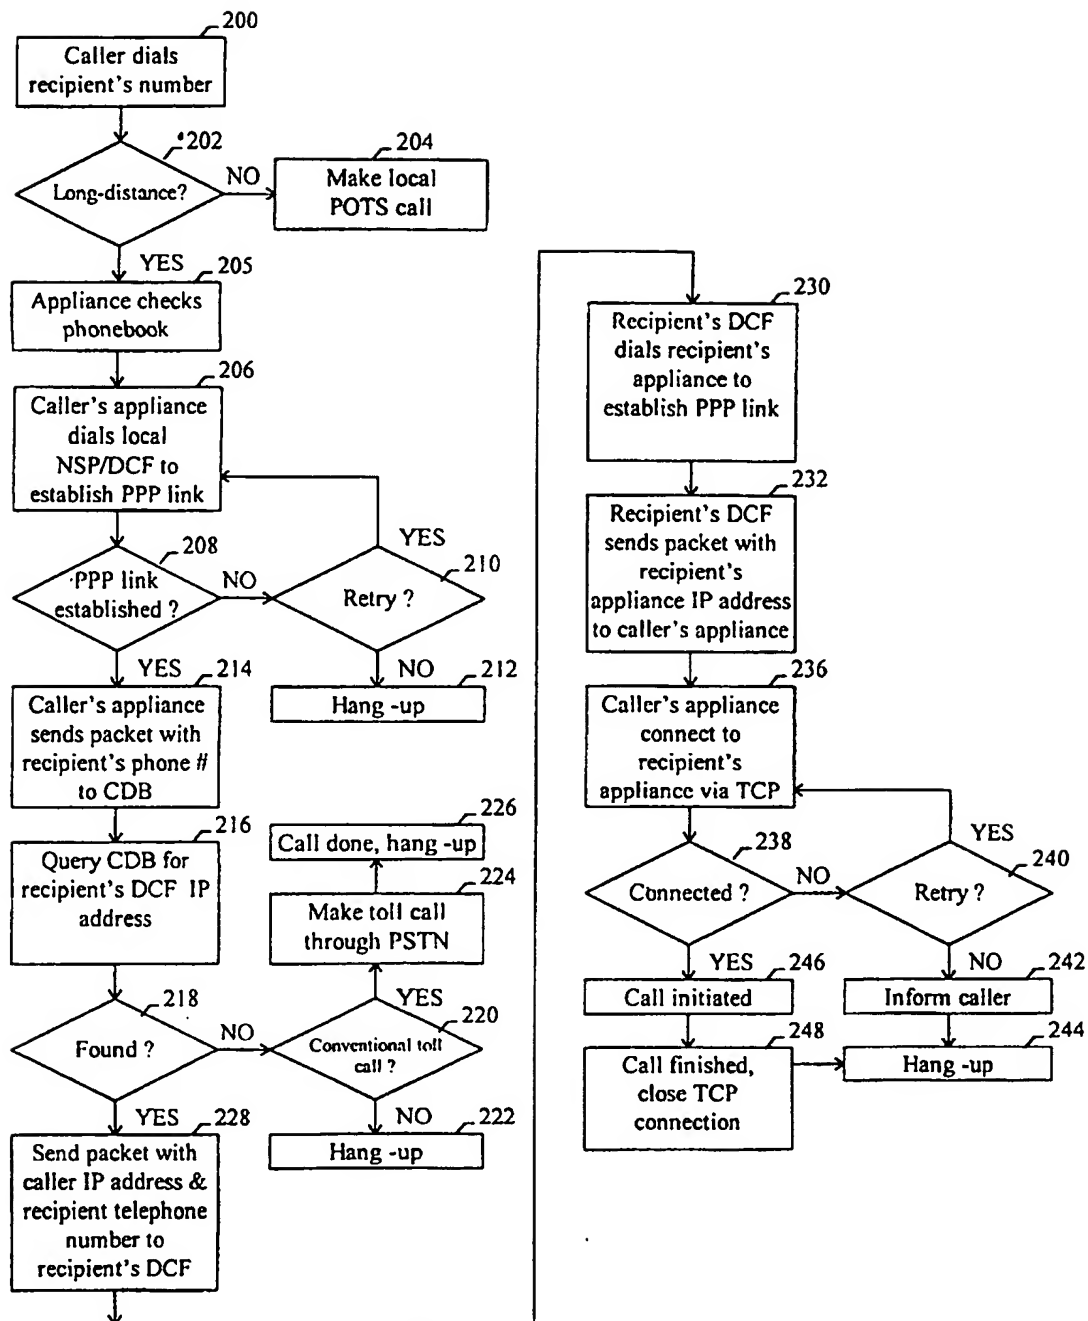 200
Caller dials
recipient's number
202
Long-distance?
NO
204
Make local
POTS call
YES
205
Appliance checks
phonebook
206
Caller's appliance
dials local
NSP/DCF to
establish PPP link
208
PPP link
established ?
NO
YES
210
Retry ?
NO
212
Hang -up
YES
214
Caller's appliance
sends packet with
recipient's phone #
to CDB
216
Query CDB for
recipient's DCF IP
address
218
Found ?
NO
220
Conventional toll
call ?
YES
224
Make toll call
through PSTN
226
Call done, hang -up
NO
222
Hang -up
YES
228
Send packet with
caller IP address &
recipient telephone
number to
recipient's DCF
230
Recipient's DCF
dials recipient's
appliance to
establish PPP link
232
Recipient's DCF
sends packet with
recipient's
appliance IP address
to caller's appliance
236
Caller's appliance
connect to
recipient's
appliance via TCP
238
Connected ?
NO
YES
240
Retry ?
NO
242
Inform caller
244
Hang -up
YES
246
Call initiated
248
Call finished,
close TCP
connection